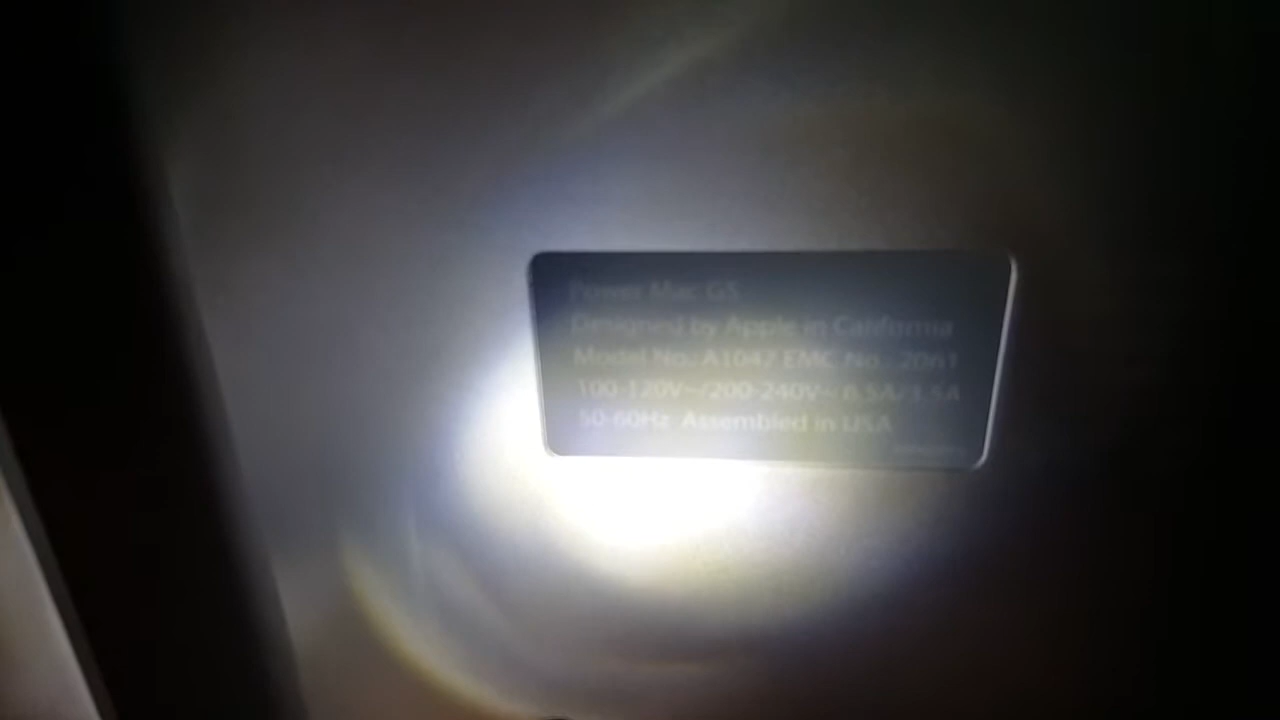 Power Mac G5
Designed by Apple in California
Model No.: A1047 EMC No.: 2061
100-120V~/200-240V~ 6.5A/3.5A
50-60Hz Assembled in USA